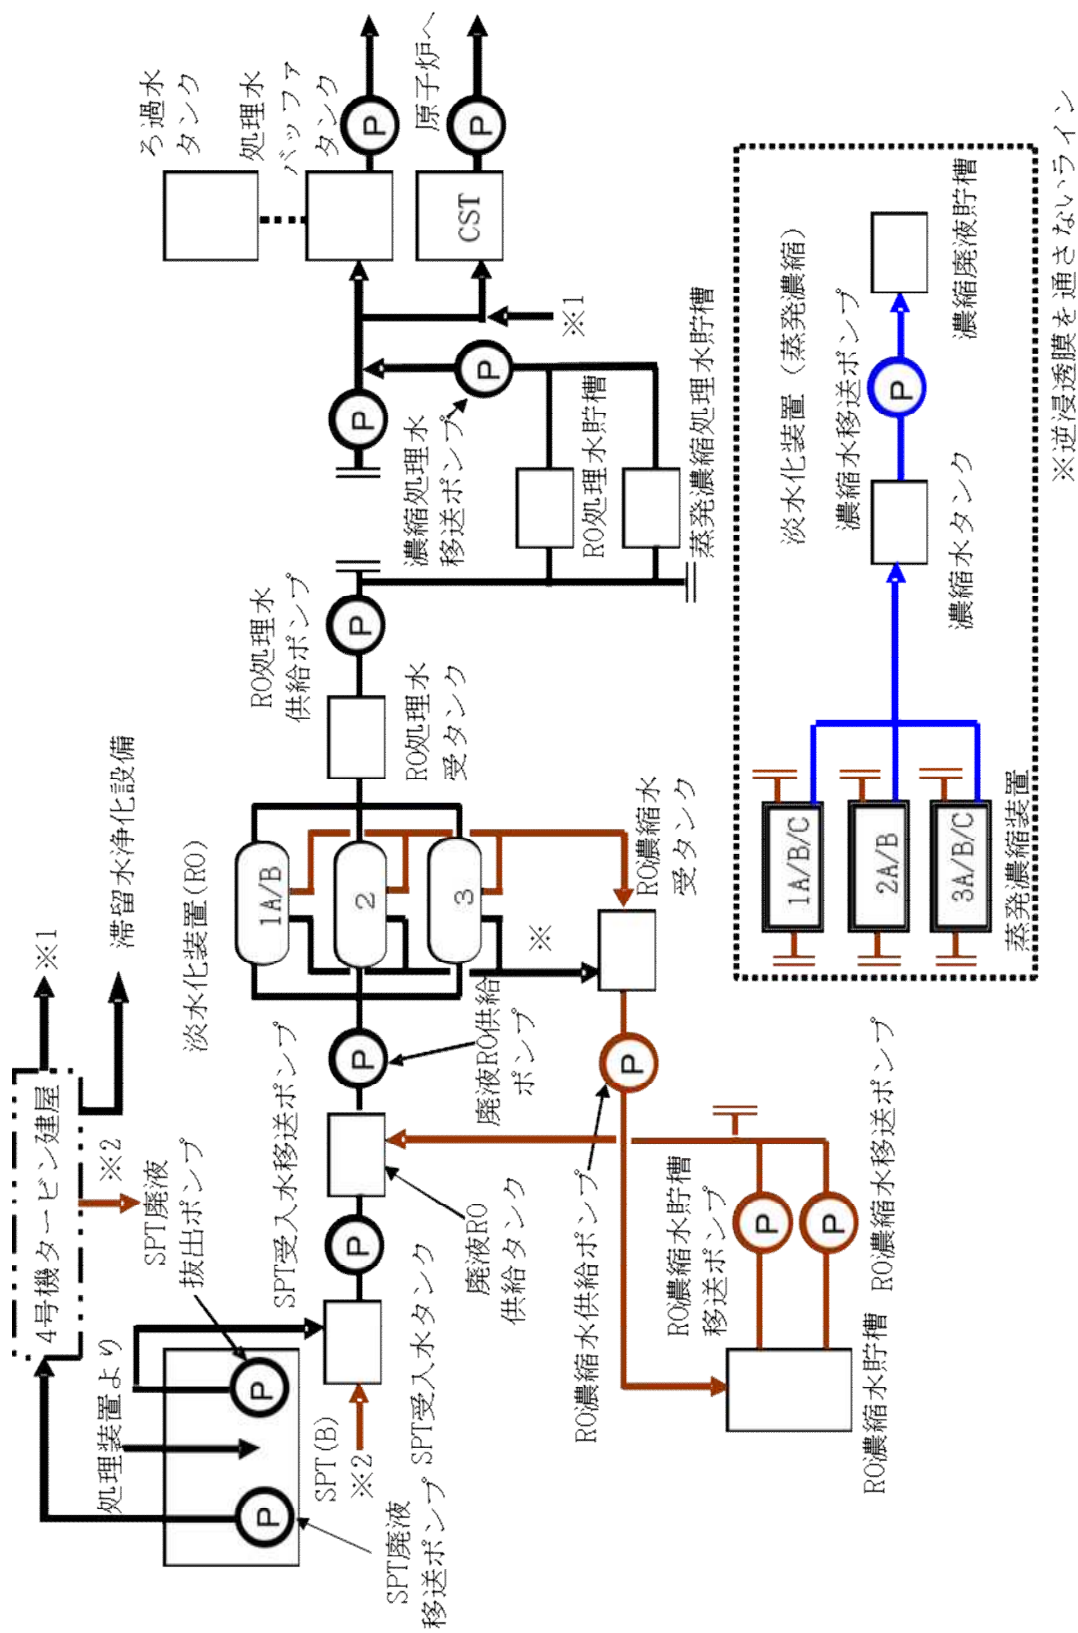 4号機タービン建屋
※1
滞留水浄化設備
※2
処理装置より
SPT廃液
抜出ポンプ
SPT(B)
※2
SPT廃液
移送ポンプ
SPT受入水タンク
SPT受入水移送ポンプ
廃液RO
供給タンク
廃液RO供給
ポンプ
淡水化装置(RO)
1A/B
2
3
※
RO処理水
受タンク
RO処理水
供給ポンプ
RO濃縮水
受タンク
RO濃縮水供給ポンプ
RO濃縮水貯槽
RO濃縮水貯槽
移送ポンプ
RO濃縮水移送ポンプ
濃縮処理水
移送ポンプ
RO処理水貯槽
蒸発濃縮処理水貯槽
※1
ろ過水
タンク
処理水
バッファ
タンク
CST
原子炉へ
P
P
P
P
P
P
P
P
P
P
P
P
P
淡水化装置(蒸発濃縮)
1A/B/C
2A/B
3A/B/C
蒸発濃縮装置
濃縮水タンク
濃縮水移送ポンプ
P
濃縮廃液貯槽
※逆浸透膜を通さないライン